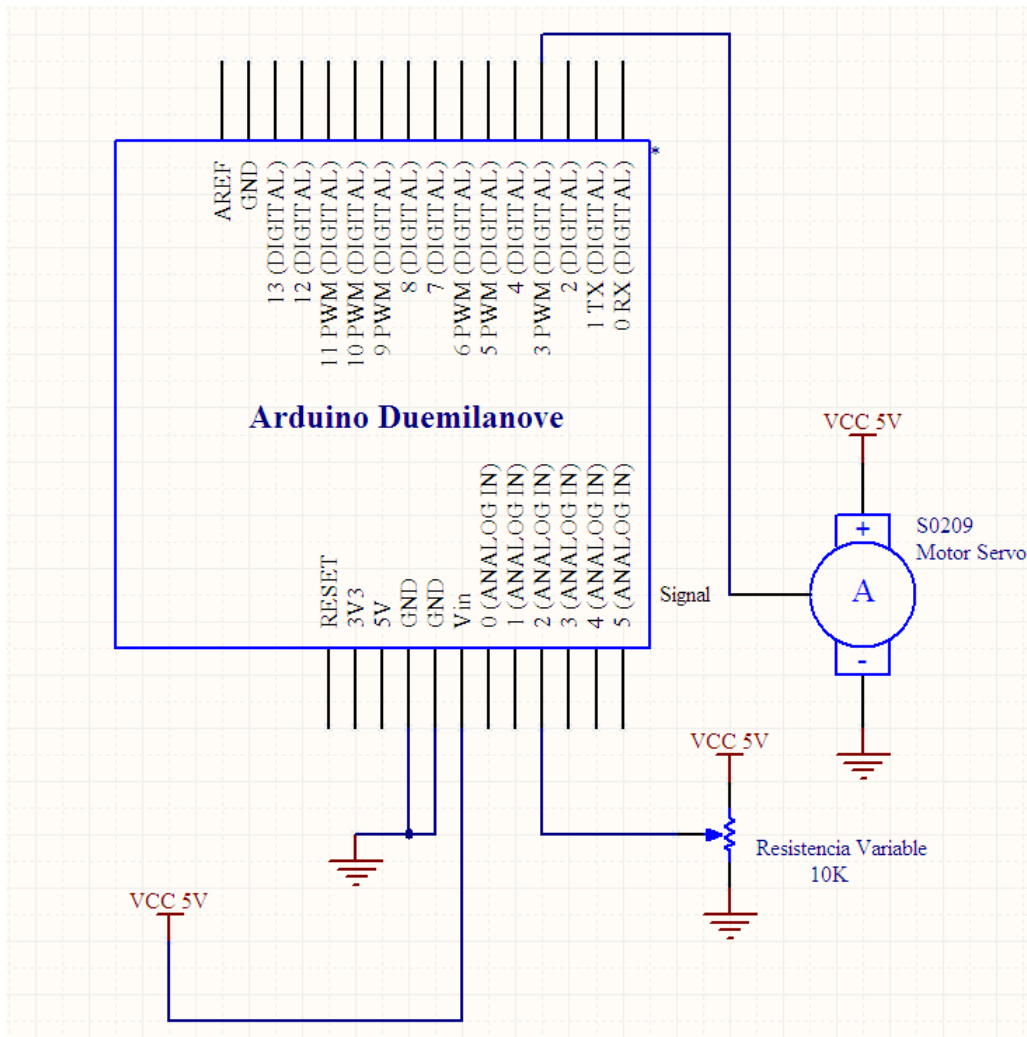 *
AREF
GND
13 (DIGITAL)
12 (DIGITAL)
11 PWM (DIGITAL)
10 PWM (DIGITAL)
9 PWM (DIGITAL)
8 (DIGITAL)
7 (DIGITAL)
6 PWM (DIGITAL)
5 PWM (DIGITAL)
4 (DIGITAL)
3 PWM (DIGITAL)
2 (DIGITAL)
1 TX (DIGITAL)
0 RX (DIGITAL)
Arduino Duemilanove
RESET
3V3
5V
GND
GND
Vin
0 (ANALOG IN)
1 (ANALOG IN)
2 (ANALOG IN)
3 (ANALOG IN)
4 (ANALOG IN)
5 (ANALOG IN)
Signal
VCC 5V
+
A
-
S0209
Motor Servo
VCC 5V
Resistencia Variable
10K
VCC 5V